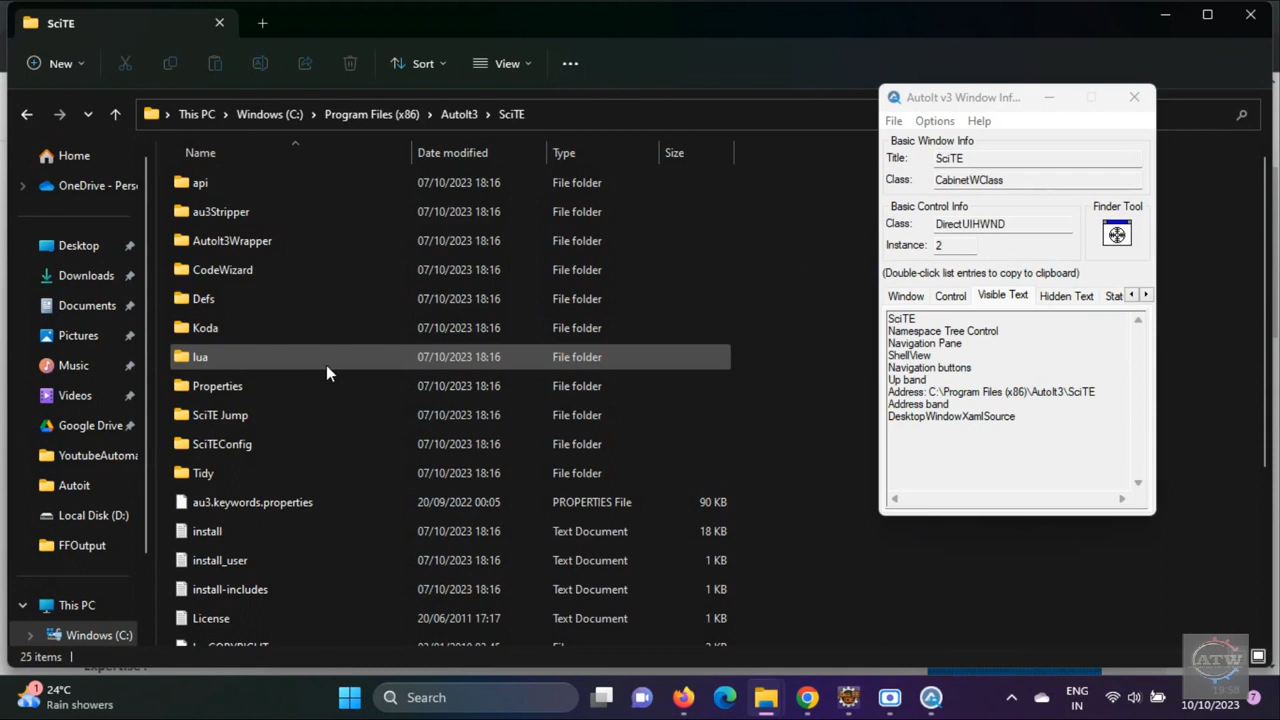 SciTE
New
Sort
View
This PC
Windows (C:)
Program Files (x86)
AutoIt3
SciTE
Name
Date modified
Type
Size
Home
OneDrive - Pers
Desktop
Downloads
Documents
Pictures
Music
Videos
Google Drive
YoutubeAutoma
Autoit
Local Disk (D:)
FFOutput
This PC
Windows (C:)
api 07/10/2023 18:16 File folder
au3Stripper 07/10/2023 18:16 File folder
AutoIt3Wrapper 07/10/2023 18:16 File folder
CodeWizard 07/10/2023 18:16 File folder
Defs 07/10/2023 18:16 File folder
Koda 07/10/2023 18:16 File folder
lua 07/10/2023 18:16 File folder
Properties 07/10/2023 18:16 File folder
SciTE Jump 07/10/2023 18:16 File folder
SciTEConfig 07/10/2023 18:16 File folder
Tidy 07/10/2023 18:16 File folder
au3.keywords.properties 20/09/2022 00:05 PROPERTIES File 90 KB
install 07/10/2023 18:16 Text Document 18 KB
install_user 07/10/2023 18:16 Text Document 1 KB
install-includes 07/10/2023 18:16 Text Document 1 KB
License 20/06/2011 17:17 Text Document 1 KB
25 items
AutoIt v3 Window Inf...
File Options Help
Basic Window Info
Title: SciTE
Class: CabinetWClass
Basic Control Info
Class: DirectUIHWND
Instance: 2
Finder Tool
(Double-click list entries to copy to clipboard)
Window Control Visible Text Hidden Text Stat
SciTE
Namespace Tree Control
Navigation Pane
ShellView
Navigation buttons
Up band
Address: C:\Program Files (x86)\AutoIt3\SciTE
Address band
DesktopWindowXamlSource
ATW
1
24°C
Rain showers
Search
ENG
IN
19:58
10/10/2023
7